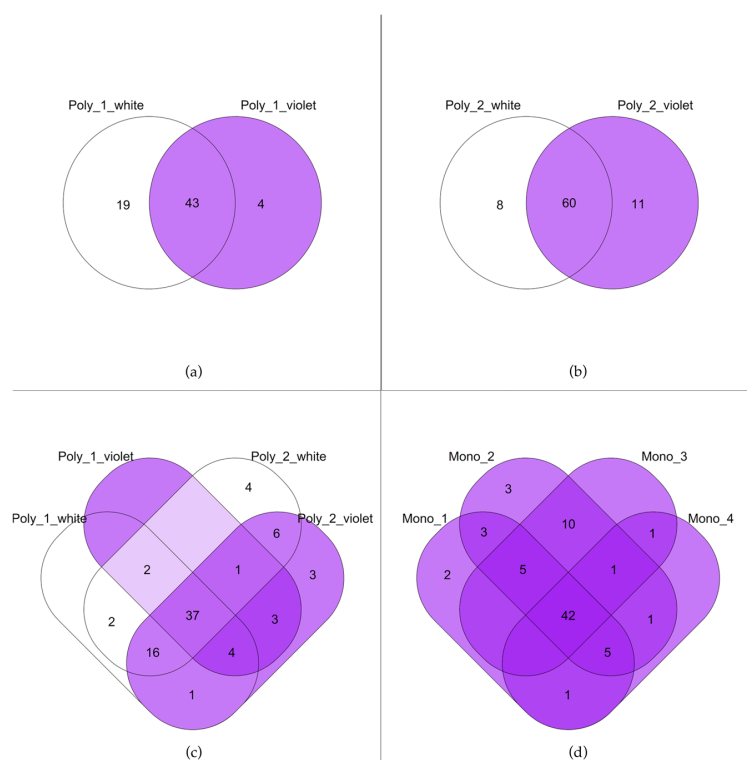 Poly_1_white Poly_1_violet
19 43 4
(a)
Poly_2_white Poly_2_violet
8 60 11
(b)
Poly_1_violet Poly_2_white
4
Poly_1_white Poly_2_violet
6
2 1 3
2 37 3
16 4
1
(c)
Mono_2 Mono_3
3
Mono_1 10 Mono_4
3 1
2 5 1
42 1
5
1
(d)